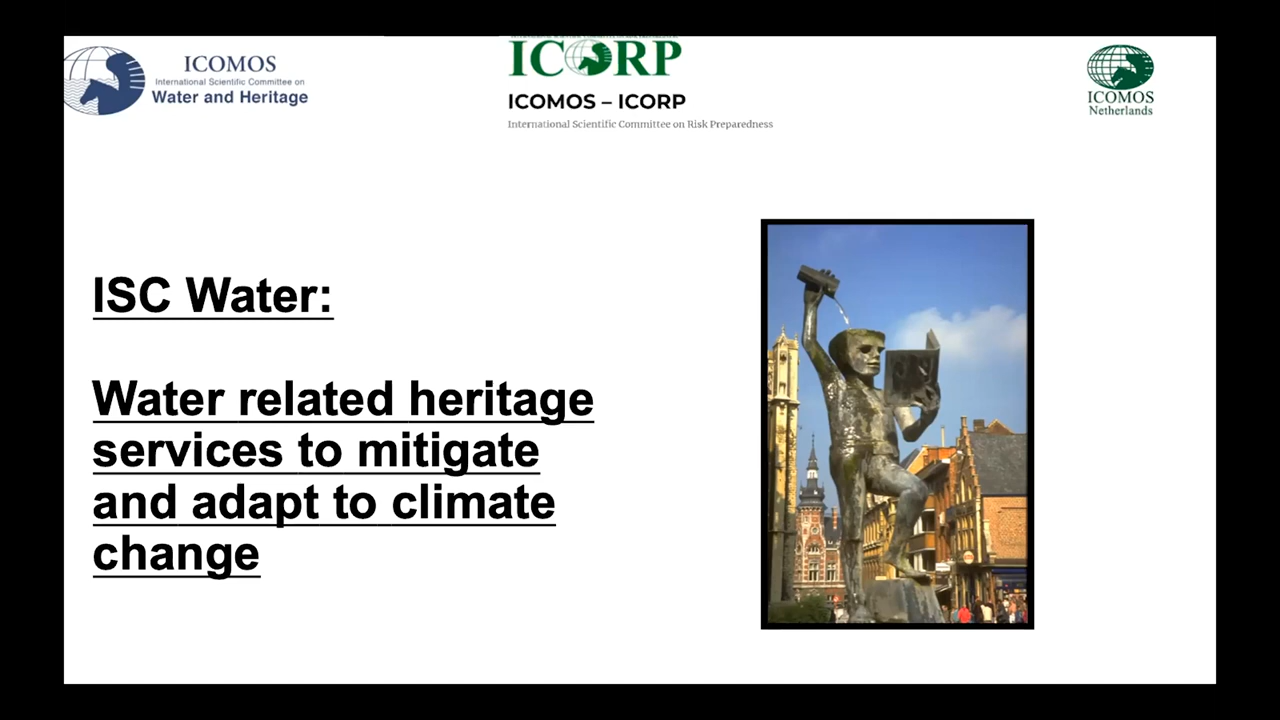 ICOMOS
International Scientific Committee on
Water and Heritage
ICORP
ICOMOS – ICORP
International Scientific Committee on Risk Preparedness
ICOMOS
Netherlands
ISC Water:
Water related heritage
services to mitigate
and adapt to climate
change